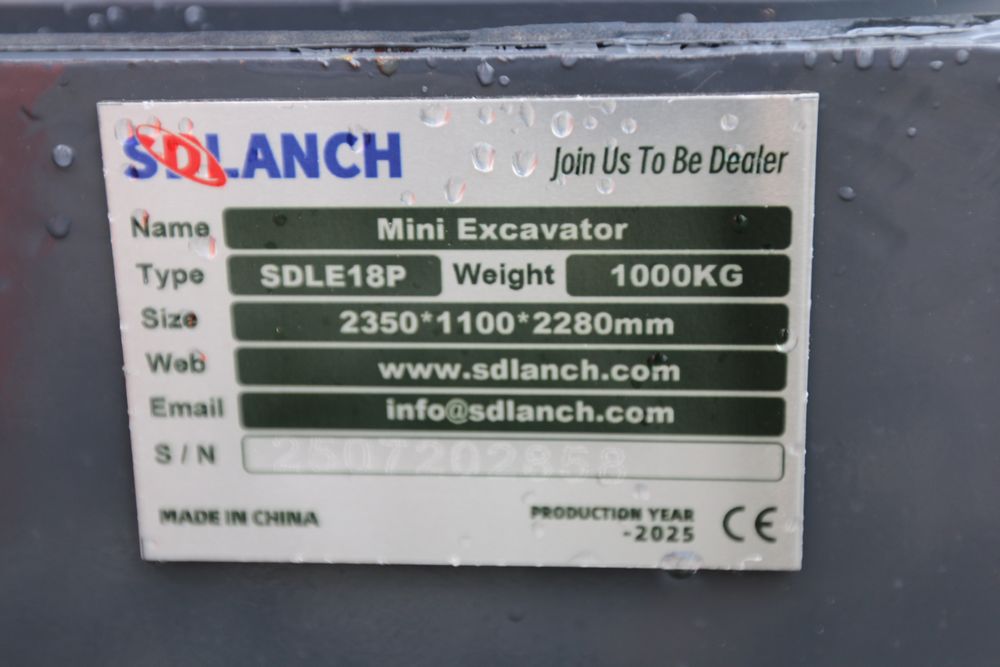 SDLANCH
Join Us To Be Dealer
Name Mini Excavator
Type SDLE18P Weight 1000KG
Size 2350*1100*2280mm
Web www.sdlanch.com
Email info@sdlanch.com
S/N 2507202858
MADE IN CHINA
PRODUCTION YEAR
-2025
CE